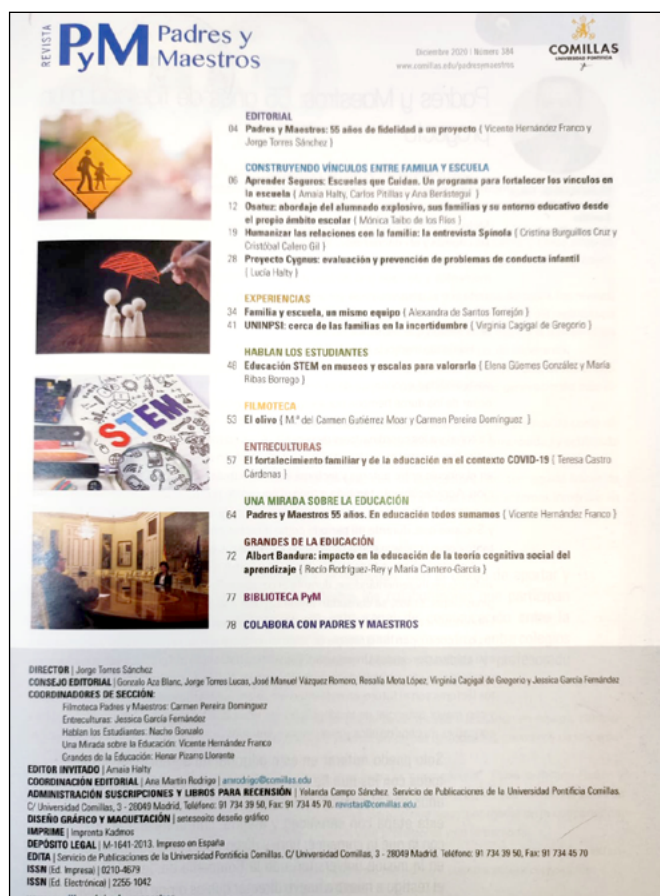 REVISTA
PyM Padres y
Maestros
Diciembre 2020 | Número 384
www.comillas.edu/padresymaestros
COMILLAS
UNIVERSIDAD PONTIFICIA
EDITORIAL
04 Padres y Maestros: 55 años de fidelidad a un proyecto { Vicente Hernández Franco y
Jorge Torres Sánchez }
CONSTRUYENDO VÍNCULOS ENTRE FAMILIA Y ESCUELA
06 Aprender Seguros: Escuelas que Cuidan. Un programa para fortalecer los vínculos en
la escuela { Amaia Halty, Carlos Pitillas y Ana Berástegui }
12 Osatuz: abordaje del alumnado explosivo, sus familias y su entorno educativo desde
el propio ámbito escolar { Mónica Taibo de los Ríos }
19 Humanizar las relaciones con la familia: la entrevista Spínola { Cristina Burguillos Cruz y
Cristóbal Calero Gil }
28 Proyecto Cygnus: evaluación y prevención de problemas de conducta infantil
{ Lucía Halty }
EXPERIENCIAS
34 Familia y escuela, un mismo equipo { Alexandra de Santos Torrejón }
41 UNINPSI: cerca de las familias en la incertidumbre { Virginia Cagigal de Gregorio }
HABLAN LOS ESTUDIANTES
46 Educación STEM en museos y escalas para valorarla { Elena Güemes González y María
Ribas Borrego }
STEM
FILMOTECA
53 El olivo { M.ª del Carmen Gutiérrez Moar y Carmen Pereira Domínguez }
ENTRECULTURAS
57 El fortalecimiento familiar y de la educación en el contexto COVID-19 { Teresa Castro
Cárdenas }
UNA MIRADA SOBRE LA EDUCACIÓN
64 Padres y Maestros 55 años. En educación todos sumamos { Vicente Hernández Franco }
GRANDES DE LA EDUCACIÓN
72 Albert Bandura: impacto en la educación de la teoría cognitiva social del
aprendizaje { Rocío Rodríguez-Rey y María Cantero-García }
77 BIBLIOTECA PyM
78 COLABORA CON PADRES Y MAESTROS
DIRECTOR | Jorge Torres Sánchez
CONSEJO EDITORIAL | Gonzalo Aza Blanc, Jorge Torres Lucas, José Manuel Vázquez Romero, Rosalía Mota López, Virginia Cagigal de Gregorio y Jessica García Fernández
COORDINADORES DE SECCIÓN:
Filmoteca Padres y Maestros: Carmen Pereira Domínguez
Entreculturas: Jessica García Fernández
Hablan los Estudiantes: Nacho Gonzalo
Una Mirada sobre la Educación: Vicente Hernández Franco
Grandes de la Educación: Henar Pizarro Llorente
EDITOR INVITADO | Amaia Halty
COORDINACIÓN EDITORIAL | Ana Martín Rodrigo | amrodrigo@comillas.edu
ADMINISTRACIÓN SUSCRIPCIONES Y LIBROS PARA RECENSIÓN | Yolanda Campo Sánchez. Servicio de Publicaciones de la Universidad Pontificia Comillas.
C/ Universidad Comillas, 3 - 28049 Madrid. Teléfono: 91 734 39 50, Fax: 91 734 45 70. revistas@comillas.edu
DISEÑO GRÁFICO Y MAQUETACIÓN | seteseoito deseño gráfico
IMPRIME | Imprenta Kadmos
DEPÓSITO LEGAL | M-1641-2013. Impreso en España
EDITA | Servicio de Publicaciones de la Universidad Pontificia Comillas. C/ Universidad Comillas, 3 - 28049 Madrid. Teléfono: 91 734 39 50, Fax: 91 734 45 70
ISSN (Ed. Impresa) | 0210-4679
ISSN (Ed. Electrónica) | 2255-1042